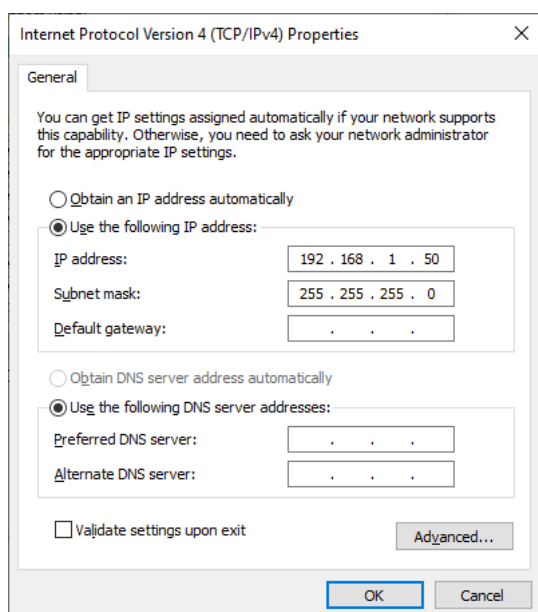 Internet Protocol Version 4 (TCP/IPv4) Properties
General
You can get IP settings assigned automatically if your network supports
this capability. Otherwise, you need to ask your network administrator
for the appropriate IP settings.
Obtain an IP address automatically
Use the following IP address:
IP address: 192 . 168 . 1 . 50
Subnet mask: 255 . 255 . 255 . 0
Default gateway: . . .
Obtain DNS server address automatically
Use the following DNS server addresses:
Preferred DNS server: . . .
Alternate DNS server: . . .
Validate settings upon exit
Advanced...
OK Cancel